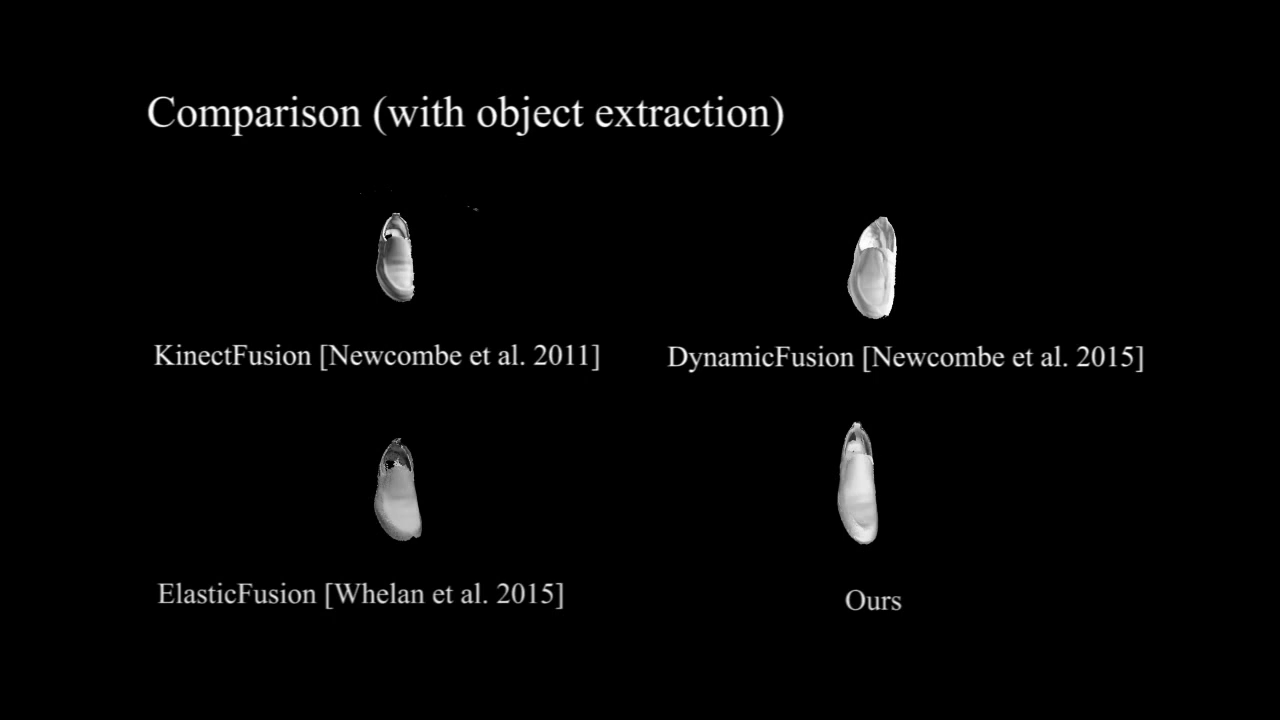 Comparison (with object extraction)
KinectFusion [Newcombe et al. 2011]
DynamicFusion [Newcombe et al. 2015]
ElasticFusion [Whelan et al. 2015]
Ours